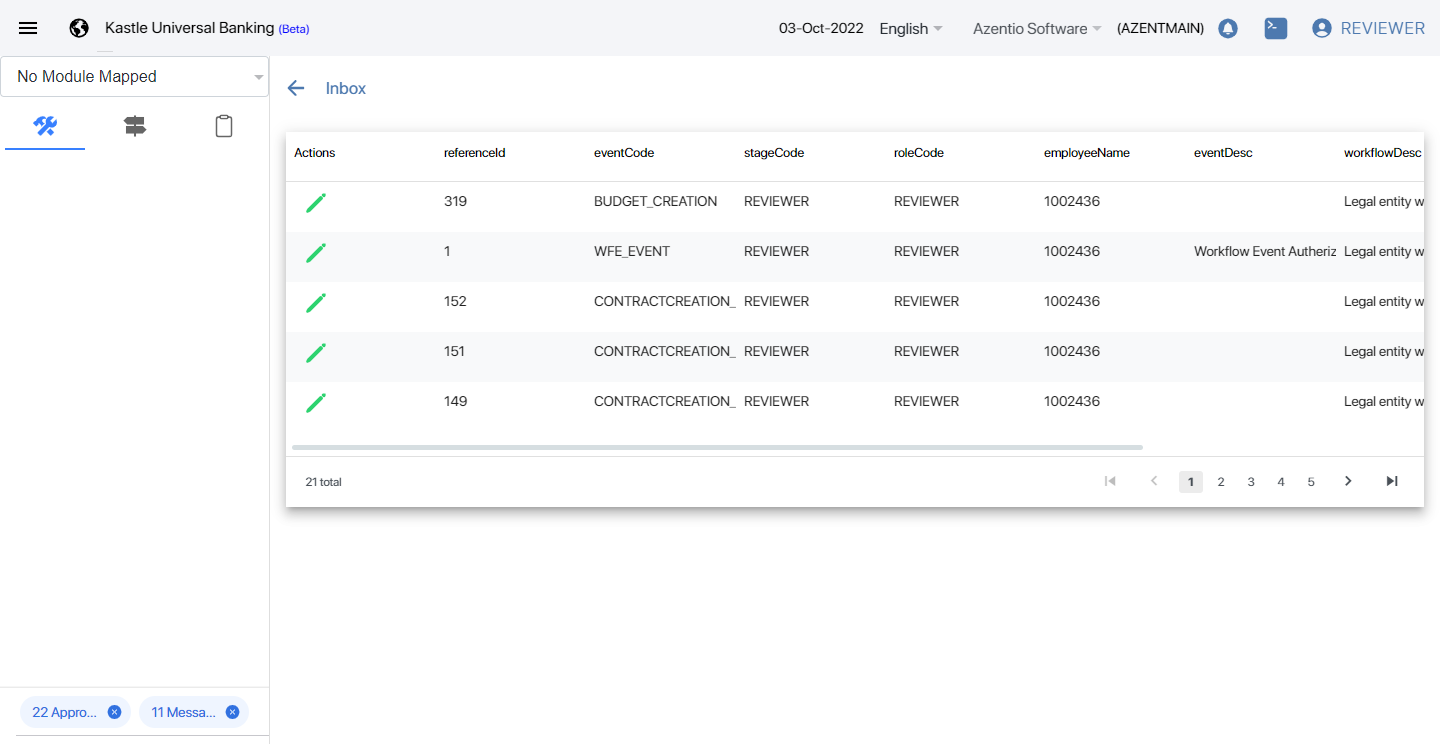 Kastle Universal Banking (Beta) 03-Oct-2022 English Azentio Software (AZENTMAIN) REVIEWER
No Module Mapped
Inbox
Actions referenceId eventCode stageCode roleCode employeeName eventDesc workflowDesc
319 BUDGET_CREATION REVIEWER REVIEWER 1002436 Legal entity w
1 WFE_EVENT REVIEWER REVIEWER 1002436 Workflow Event Autheriz Legal entity w
152 CONTRACTCREATION_ REVIEWER REVIEWER 1002436 Legal entity w
151 CONTRACTCREATION_ REVIEWER REVIEWER 1002436 Legal entity w
149 CONTRACTCREATION_ REVIEWER REVIEWER 1002436 Legal entity w
21 total 1 2 3 4 5
22 Appro... 11 Messa...